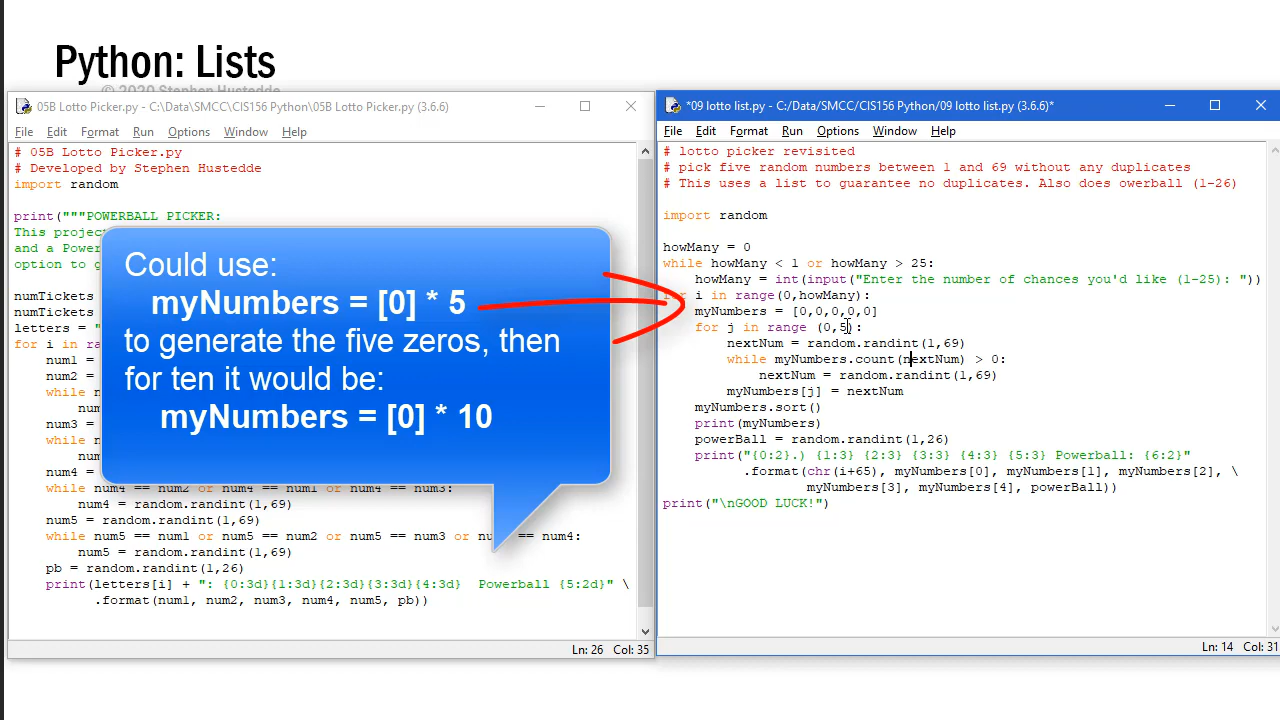 Python: Lists
© 2020 Stephen Hustedde
05B Lotto Picker.py - C:\Data\SMCC\CIS156 Python\05B Lotto Picker.py (3.6.6)
File Edit Format Run Options Window Help
# 05B Lotto Picker.py
# Developed by Stephen Hustedde
import random
print("""POWERBALL PICKER:
This
and a
option to
numTickets
numTickets
letters = "
for i in
num1 =
num2 =
while
num3 =
while
num4 =
while num4 == num2 or num4 == num1 or num4 == num3:
num4 = random.randint(1,69)
num5 = random.randint(1,69)
while num5 == num1 or num5 == num2 or num5 == num3 or num5 == num4:
num5 = random.randint(1,69)
pb = random.randint(1,26)
print(letters[i] + ": {0:3d}{1:3d}{2:3d}{3:3d}{4:3d}  Powerball {5:2d}" \
.format(num1, num2, num3, num4, num5, pb))
Ln: 26 Col: 35
Could use:
myNumbers = [0] * 5
to generate the five zeros, then
for ten it would be:
myNumbers = [0] * 10
*09 lotto list.py - C:/Data/SMCC/CIS156 Python/09 lotto list.py (3.6.6)*
File Edit Format Run Options Window Help
# lotto picker revisited
# pick five random numbers between 1 and 69 without any duplicates
# This uses a list to guarantee no duplicates. Also does owerball (1-26)
import random
howMany = 0
while howMany < 1 or howMany > 25:
howMany = int(input("Enter the number of chances you'd like (1-25): "))
for i in range(0,howMany):
myNumbers = [0,0,0,0,0]
for j in range (0,5):
nextNum = random.randint(1,69)
while myNumbers.count(nextNum) > 0:
nextNum = random.randint(1,69)
myNumbers[j] = nextNum
myNumbers.sort()
print(myNumbers)
powerBall = random.randint(1,26)
print("{0:2}.) {1:3} {2:3} {3:3} {4:3} {5:3} Powerball: {6:2}"
.format(chr(i+65), myNumbers[0], myNumbers[1], myNumbers[2], \
myNumbers[3], myNumbers[4], powerBall))
print("\nGOOD LUCK!")
Ln: 14 Col: 31